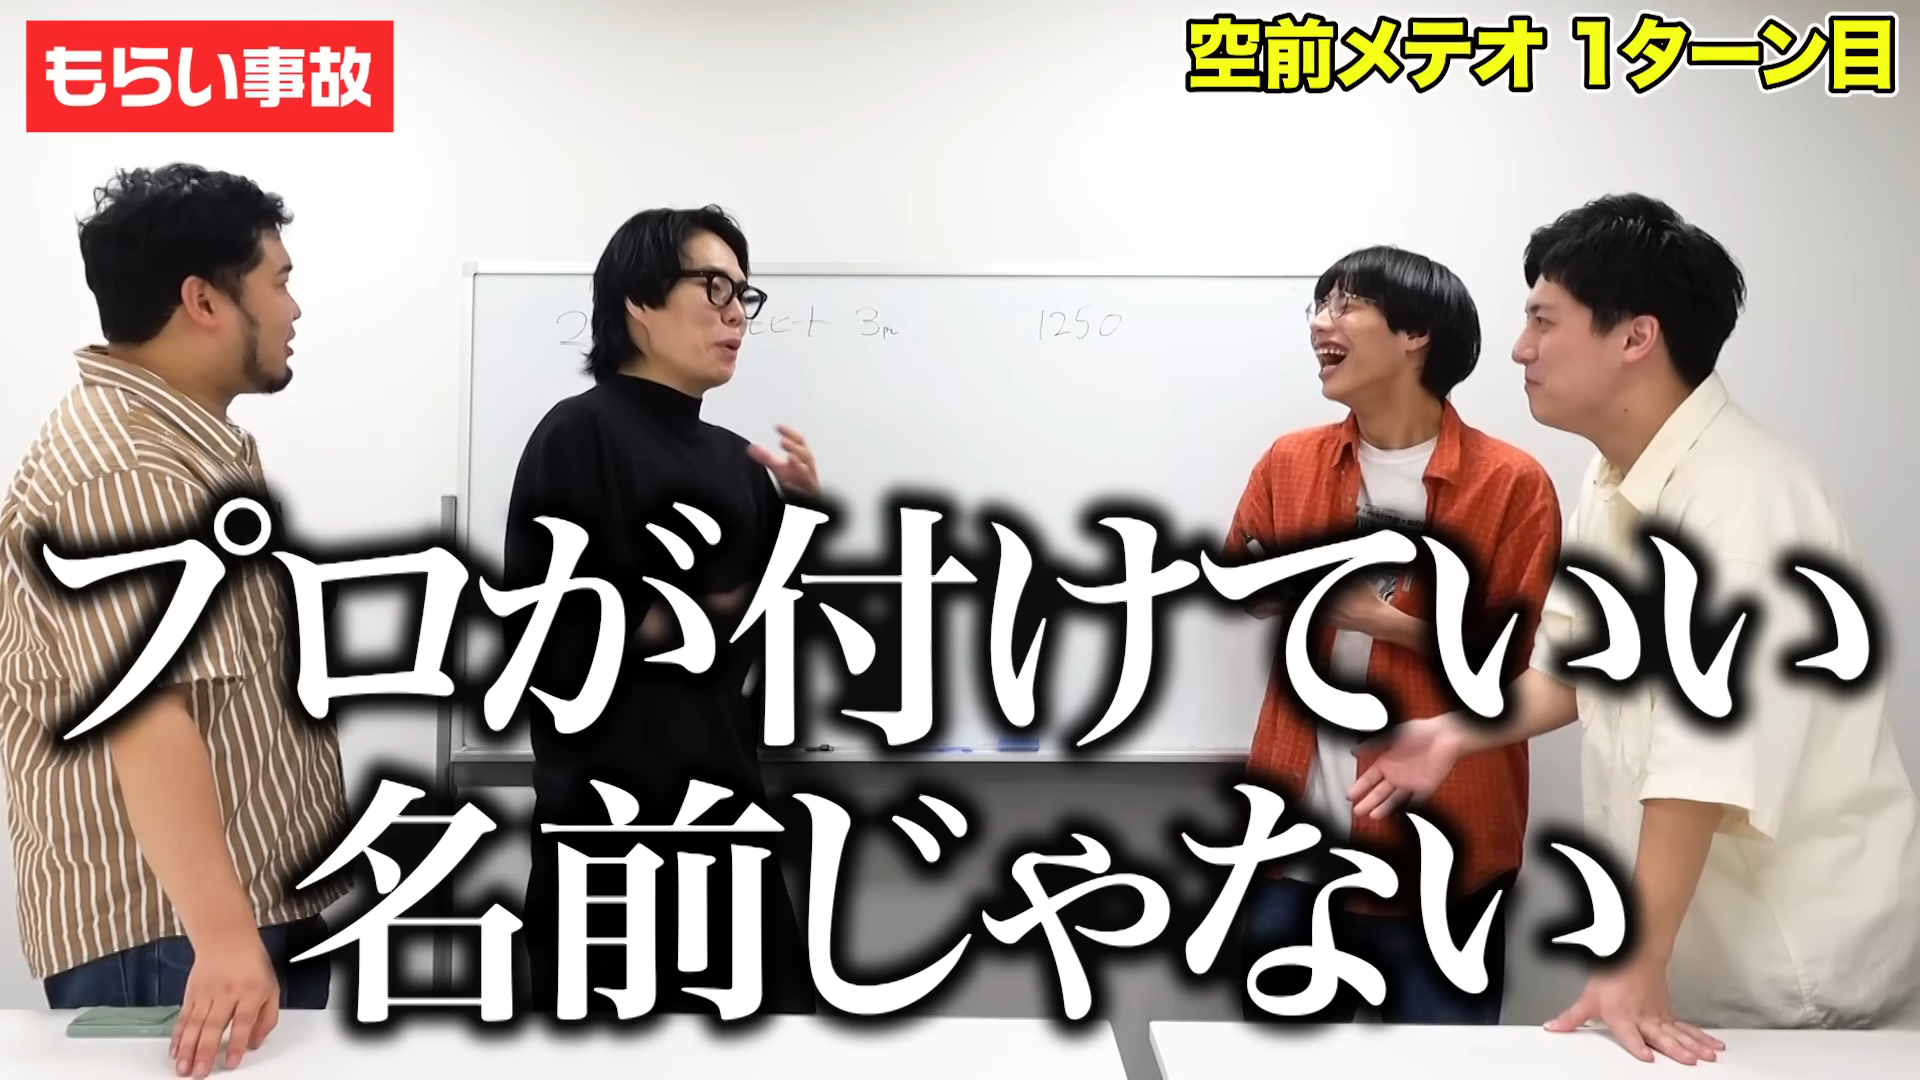 もらい事故
空前メテオ 1ターン目
1250
プロが付けていい
名前じゃない